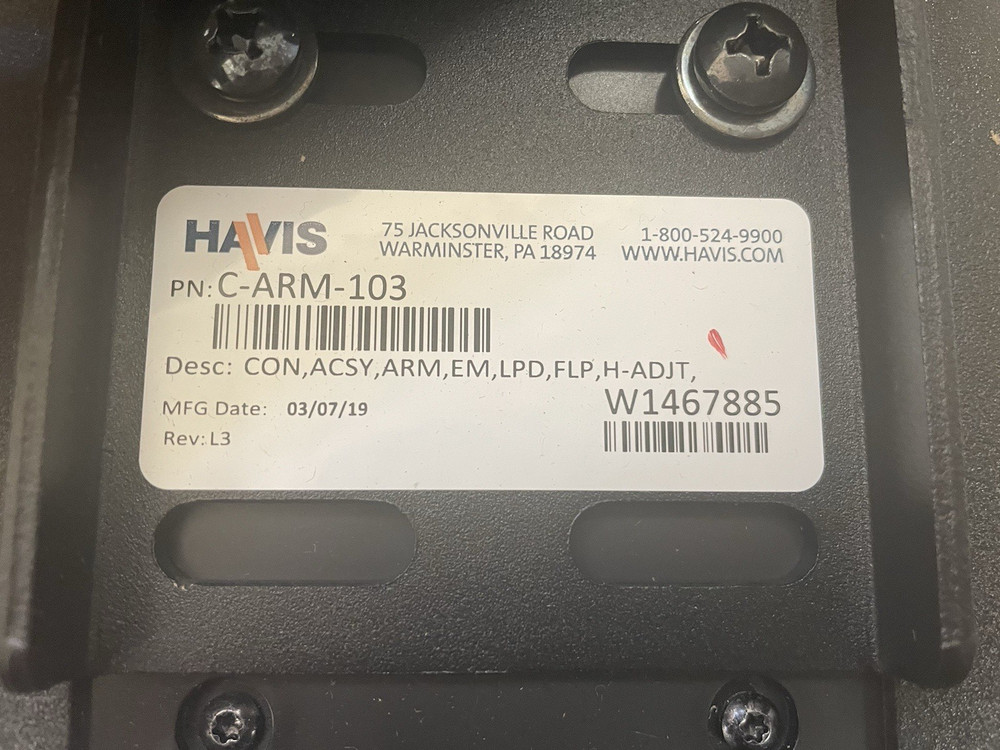 HAVIS
75 JACKSONVILLE ROAD
WARMINSTER, PA 18974
1-800-524-9900
WWW.HAVIS.COM
PN: C-ARM-103
Desc: CON,ACSY,ARM,EM,LPD,FLP,H-ADJT,
MFG Date: 03/07/19
W1467885
Rev: L3